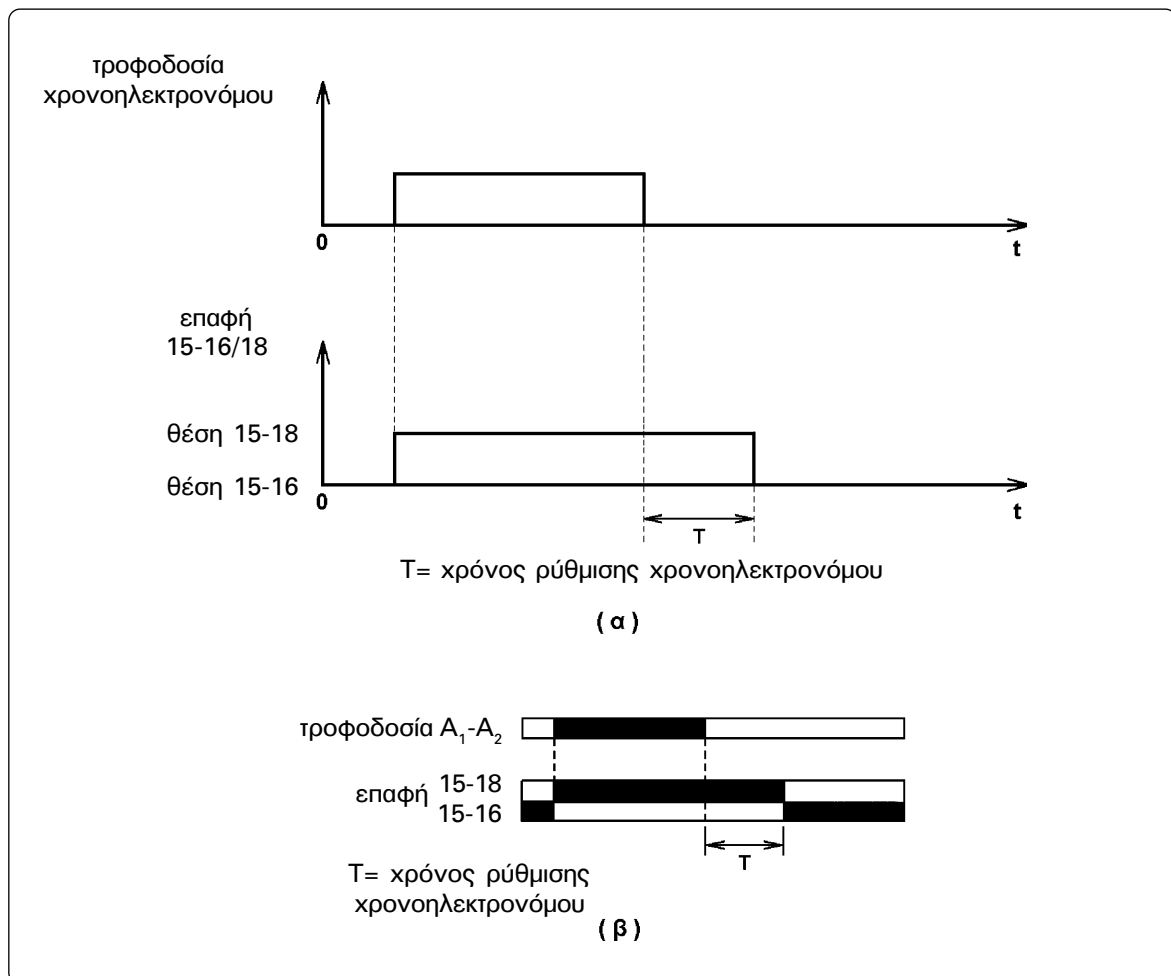 τροφοδοσία
χρονοηλεκτρονόμου
0
t
επαφή
15-16/18
θέση 15-18
θέση 15-16
0
t
T
T= χρόνος ρύθμισης χρονοηλεκτρονόμου
( α )
τροφοδοσία A₁-A₂
επαφή 15-18
15-16
T
T= χρόνος ρύθμισης
χρονοηλεκτρονόμου
( β )